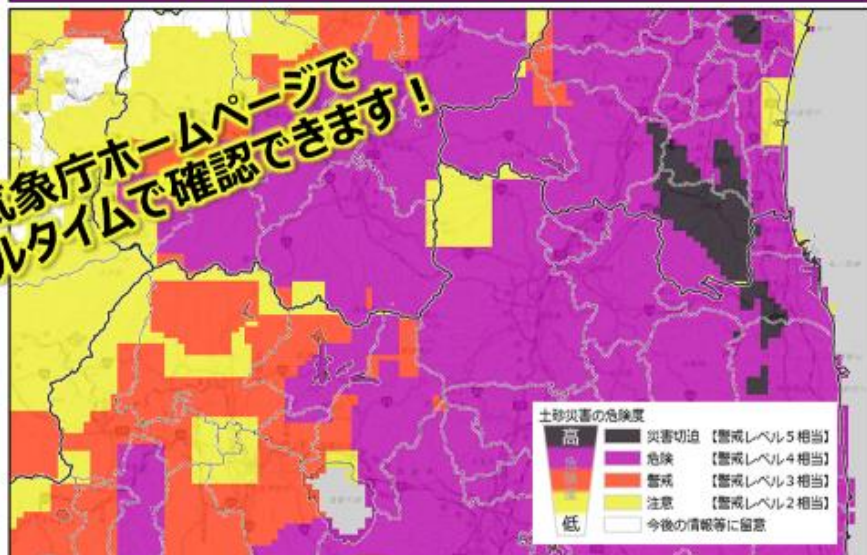 気象庁ホームページで
ルタイムで確認できます！
土砂災害の危険度
高
危険度
低
災害切迫 【警戒レベル5相当】
危険 【警戒レベル4相当】
警戒 【警戒レベル3相当】
注意 【警戒レベル2相当】
今後の情報等に留意